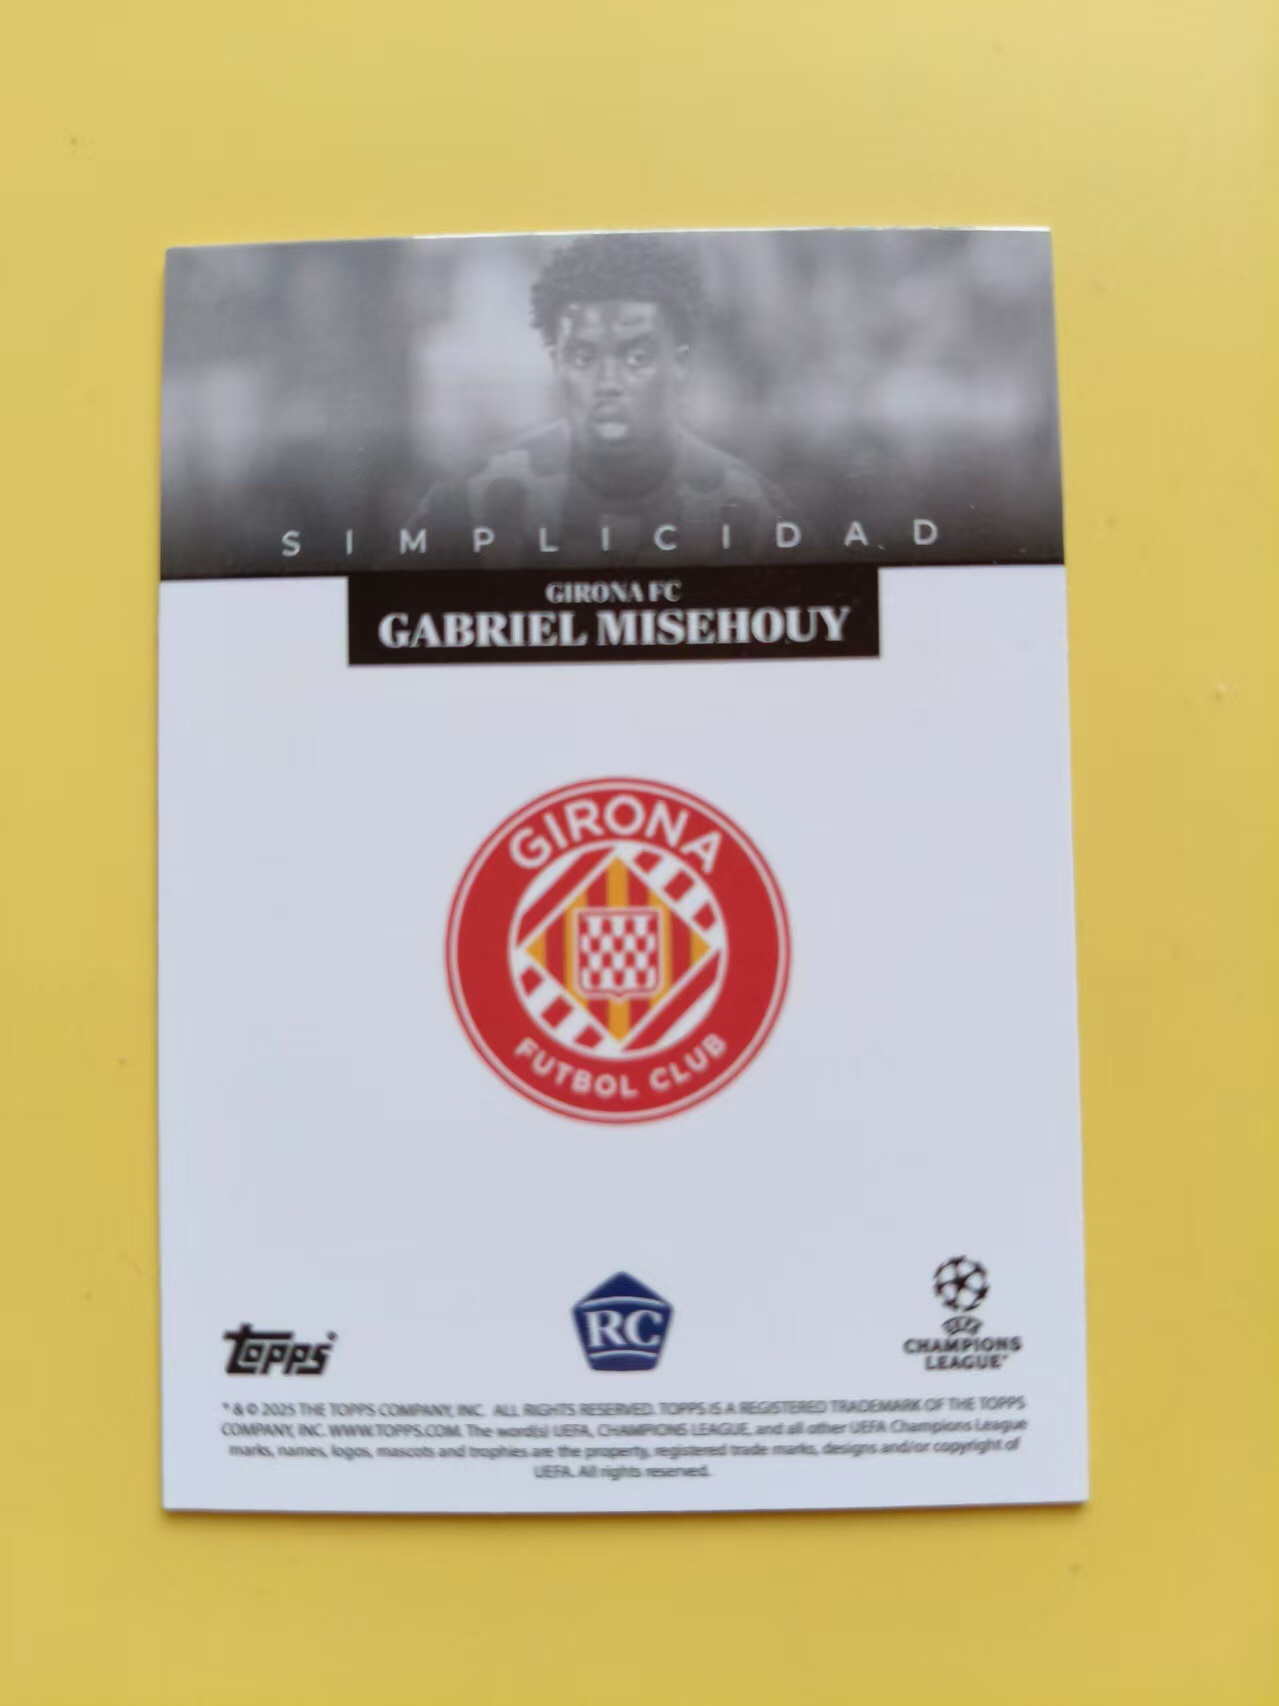 SIMPLICIDAD
GIRONA FC
GABRIEL MISEHOUY
GIRONA
FUTBOL CLUB
Topps®
RC
UEFA
CHAMPIONS
LEAGUE®
® & © 2025 THE TOPPS COMPANY, INC. ALL RIGHTS RESERVED. TOPPS IS A REGISTERED TRADEMARK OF THE TOPPS
COMPANY, INC. WWW.TOPPS.COM. The word(s) UEFA, CHAMPIONS LEAGUE, and all other UEFA Champions League
marks, names, logos, mascots and trophies are the property, registered trade marks, designs and/or copyright of
UEFA. All rights reserved.